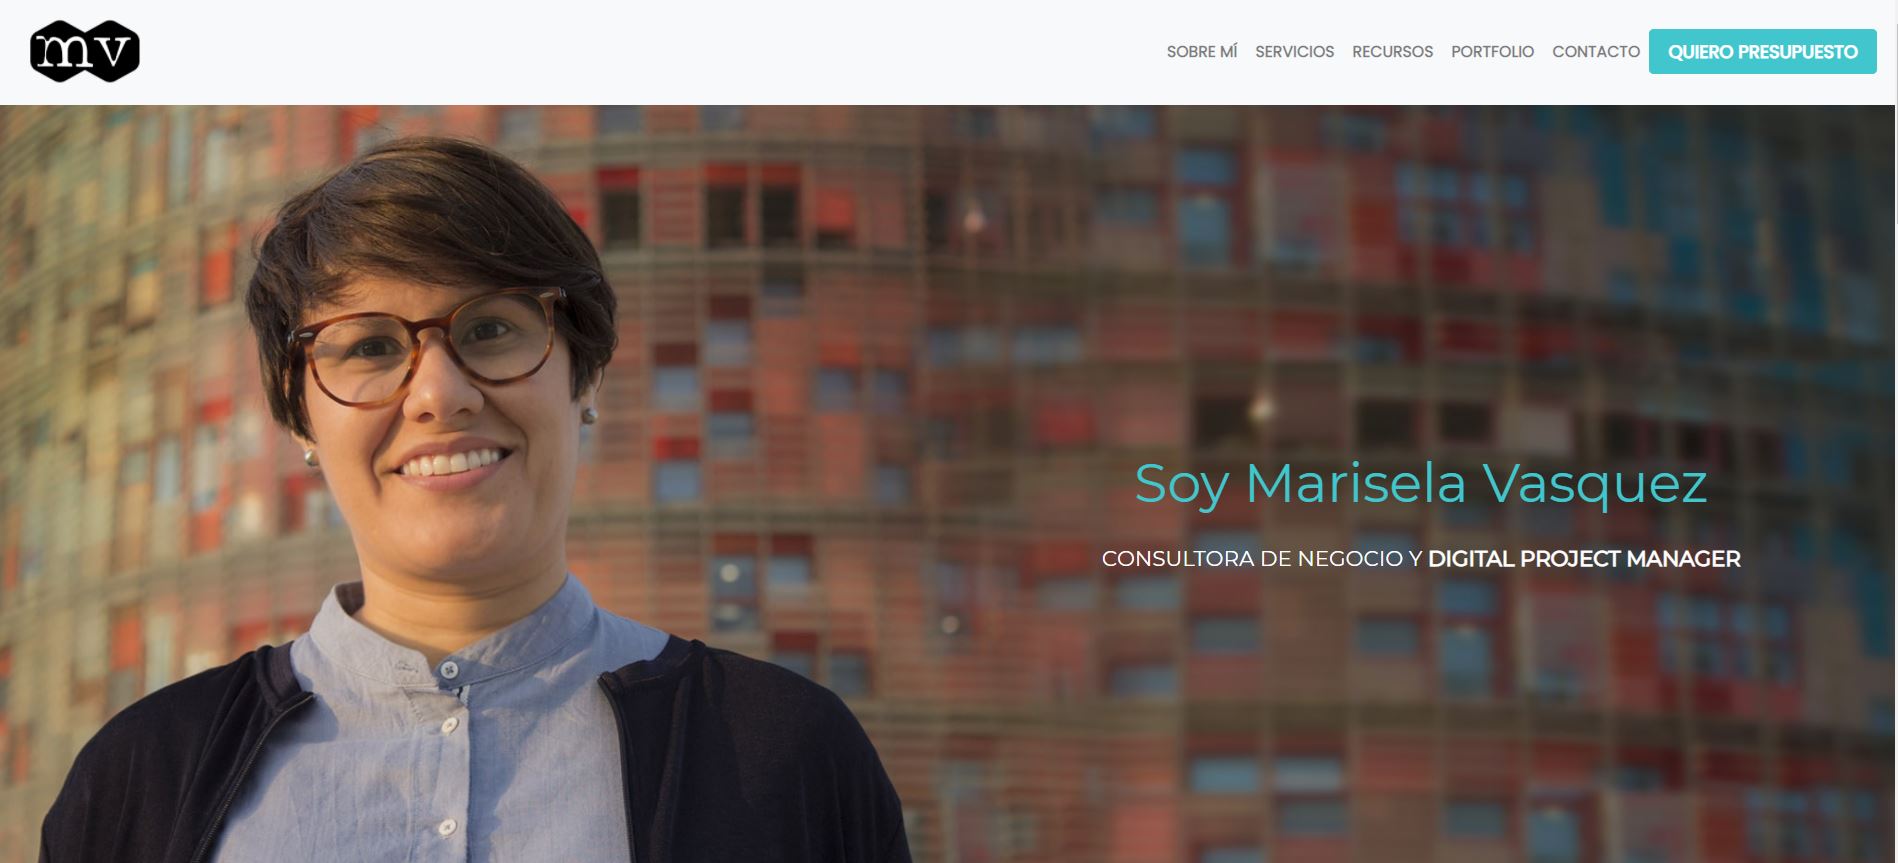 mv
SOBRE MÍ SERVICIOS RECURSOS PORTFOLIO CONTACTO QUIERO PRESUPUESTO
Soy Marisela Vasquez
CONSULTORA DE NEGOCIO Y DIGITAL PROJECT MANAGER